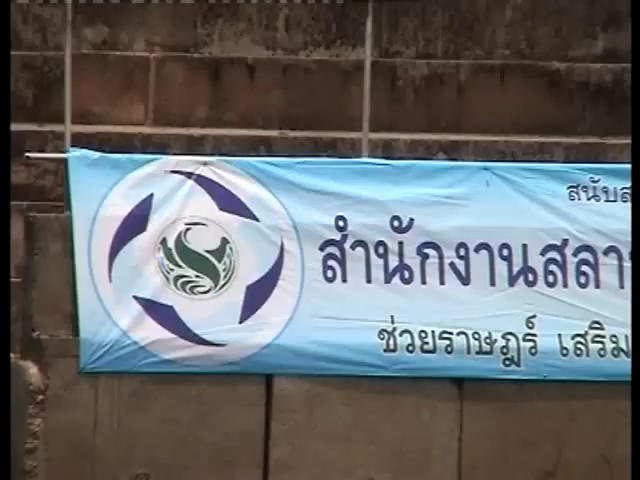 สนับส
สำนักงานสลา
ช่วยราษฎร์ เสริม